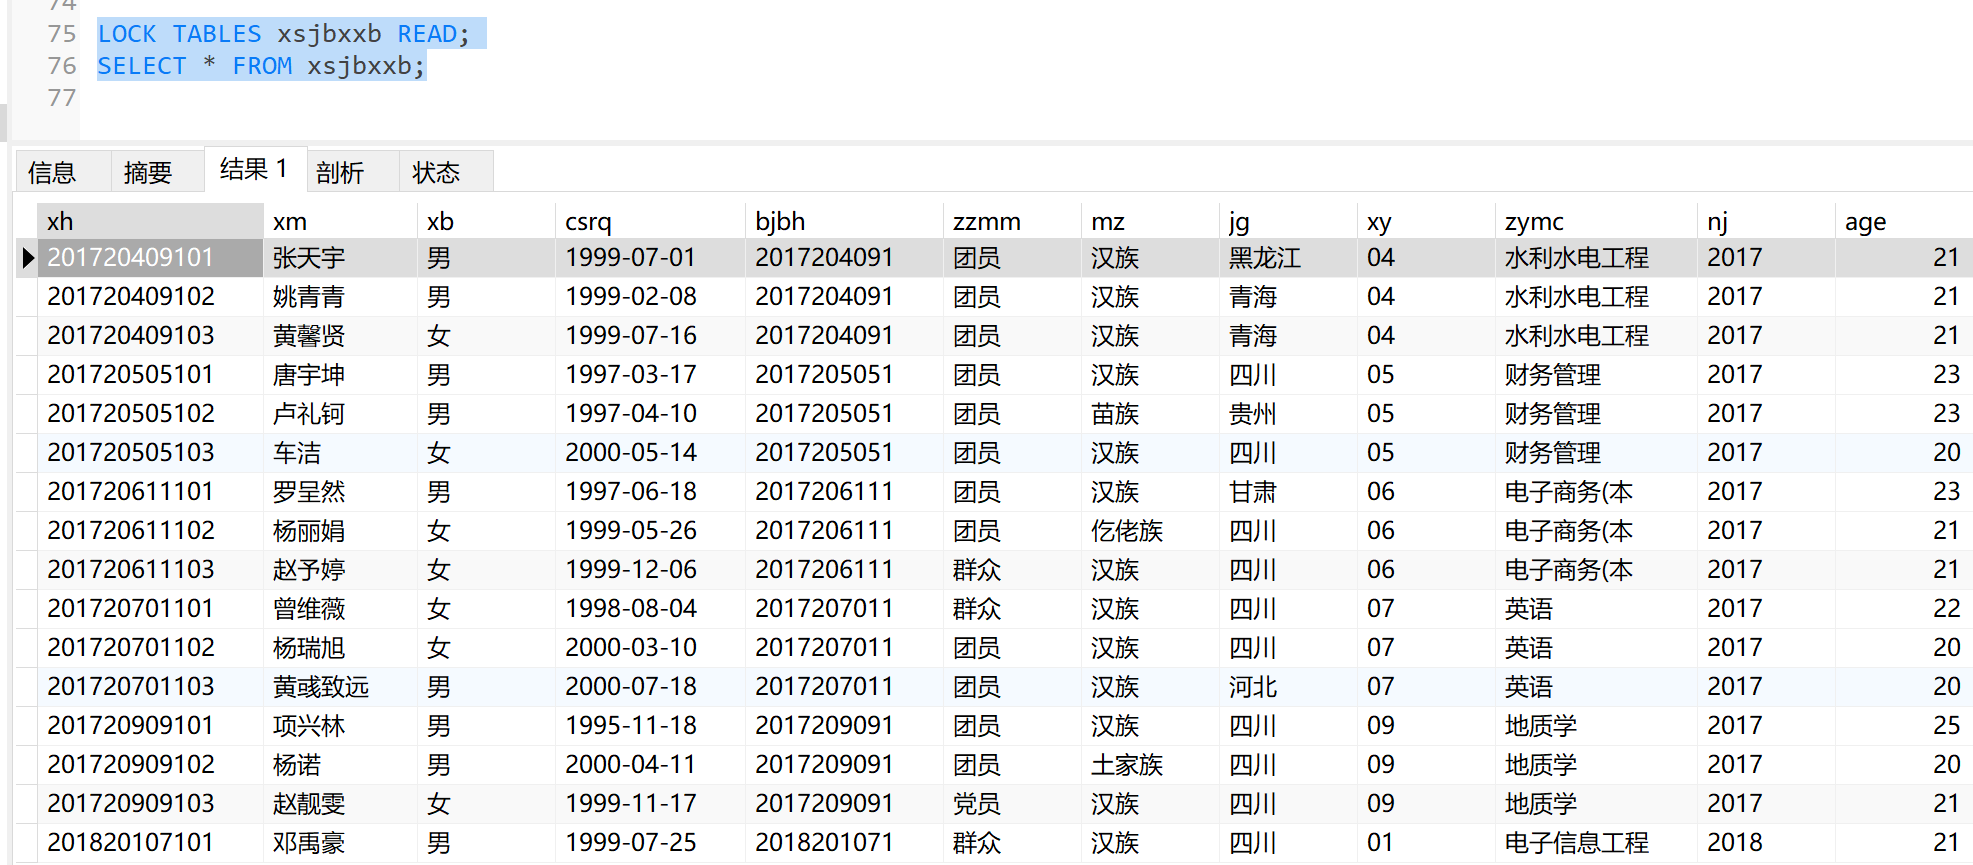 74
75 LOCK TABLES xsjbxxb READ;
76 SELECT * FROM xsjbxxb;
77
信息 摘要 结果 1 剖析 状态
xh xm xb csrq bjbh zzmm mz jg xy zymc nj age
201720409101 张天宇 男 1999-07-01 2017204091 团员 汉族 黑龙江 04 水利水电工程 2017 21
201720409102 姚青青 男 1999-02-08 2017204091 团员 汉族 青海 04 水利水电工程 2017 21
201720409103 黄馨贤 女 1999-07-16 2017204091 团员 汉族 青海 04 水利水电工程 2017 21
201720505101 唐宇坤 男 1997-03-17 2017205051 团员 汉族 四川 05 财务管理 2017 23
201720505102 卢礼钶 男 1997-04-10 2017205051 团员 苗族 贵州 05 财务管理 2017 23
201720505103 车洁 女 2000-05-14 2017205051 团员 汉族 四川 05 财务管理 2017 20
201720611101 罗呈然 男 1997-06-18 2017206111 团员 汉族 甘肃 06 电子商务(本 2017 23
201720611102 杨丽娟 女 1999-05-26 2017206111 团员 仡佬族 四川 06 电子商务(本 2017 21
201720611103 赵予婷 女 1999-12-06 2017206111 群众 汉族 四川 06 电子商务(本 2017 21
201720701101 曾维薇 女 1998-08-04 2017207011 群众 汉族 四川 07 英语 2017 22
201720701102 杨瑞旭 女 2000-03-10 2017207011 团员 汉族 四川 07 英语 2017 20
201720701103 黄彧致远 男 2000-07-18 2017207011 团员 汉族 河北 07 英语 2017 20
201720909101 项兴林 男 1995-11-18 2017209091 团员 汉族 四川 09 地质学 2017 25
201720909102 杨诺 男 2000-04-11 2017209091 团员 土家族 四川 09 地质学 2017 20
201720909103 赵靓雯 女 1999-11-17 2017209091 党员 汉族 四川 09 地质学 2017 21
201820107101 邓禹豪 男 1999-07-25 2018201071 群众 汉族 四川 01 电子信息工程 2018 21